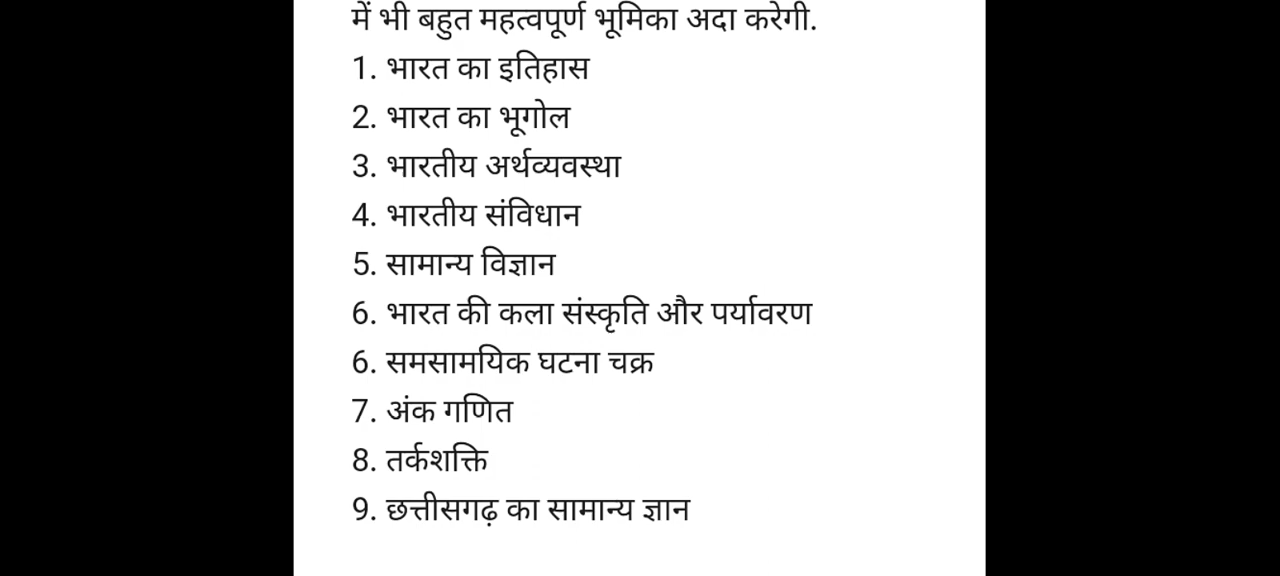 में भी बहुत महत्वपूर्ण भूमिका अदा करेगी.
1. भारत का इतिहास
2. भारत का भूगोल
3. भारतीय अर्थव्यवस्था
4. भारतीय संविधान
5. सामान्य विज्ञान
6. भारत की कला संस्कृति और पर्यावरण
6. समसामयिक घटना चक्र
7. अंक गणित
8. तर्कशक्ति
9. छत्तीसगढ़ का सामान्य ज्ञान